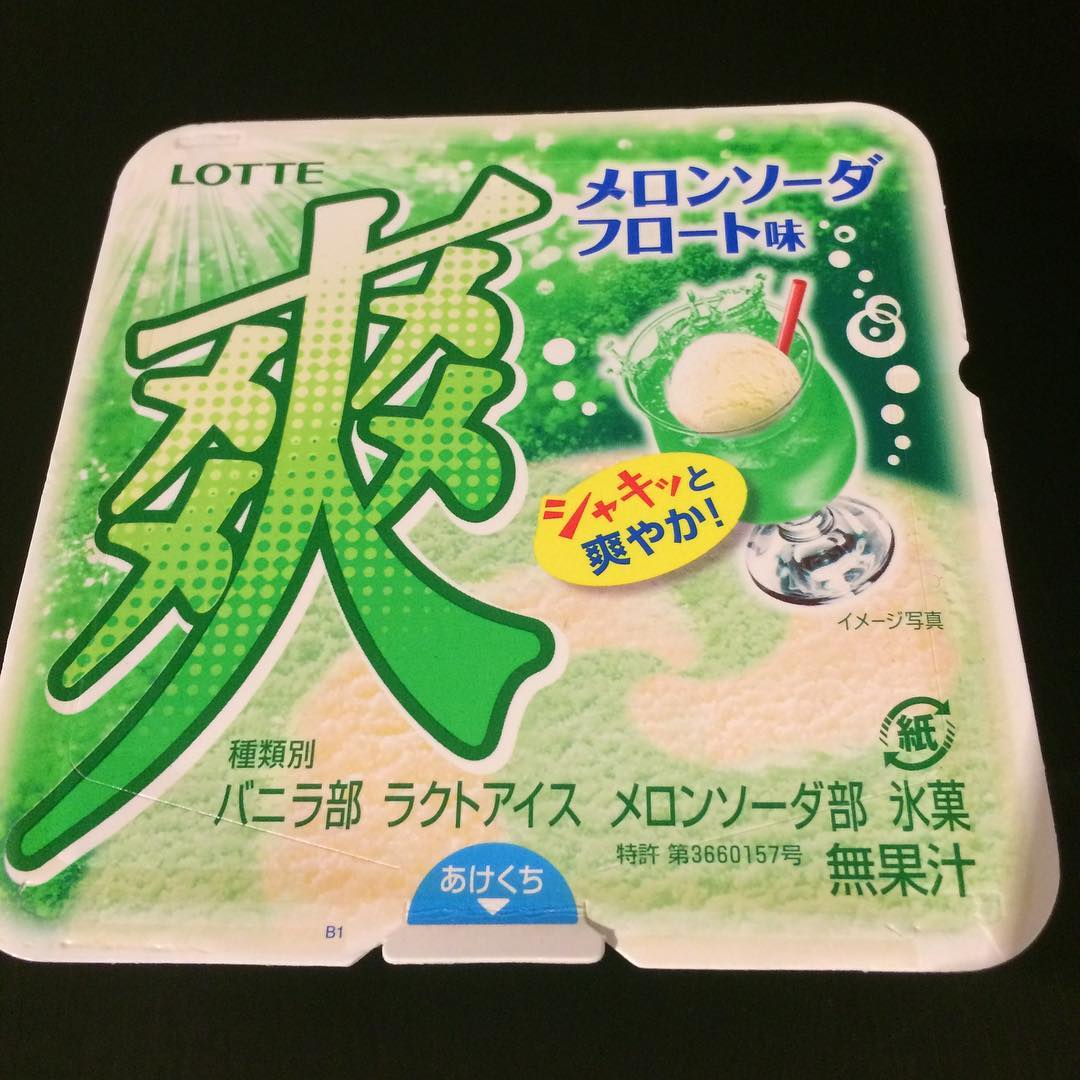 LOTTE
爽
メロンソーダ
フロート味
シャキッと
爽やか!
イメージ写真
紙
種類別
バニラ部 ラクトアイス メロンソーダ部 氷菓
特許 第3660157号 無果汁
あけくち
B1